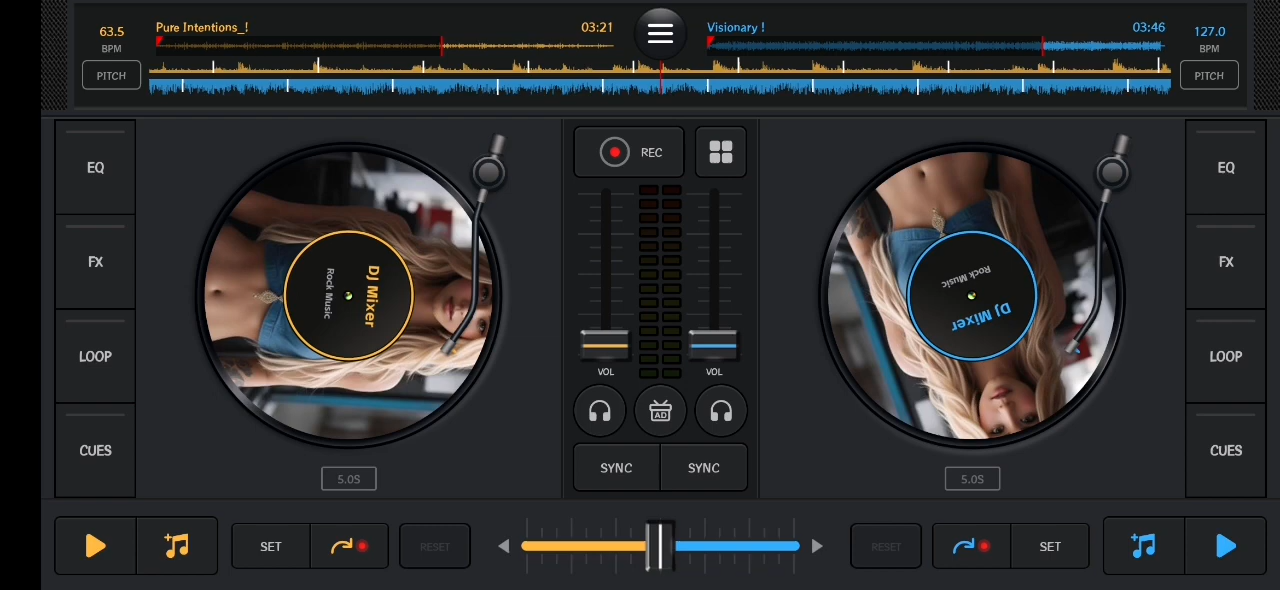 63.5
BPM
PITCH
Pure Intentions_!
03:21
Visionary !
03:46
127.0
BPM
PITCH
EQ
FX
LOOP
CUES
DJ Mixer
Rock Music
5.0S
REC
VOL
VOL
AD
SYNC
SYNC
DJ Mixer
Rock Music
5.0S
EQ
FX
LOOP
CUES
SET
RESET
RESET
SET